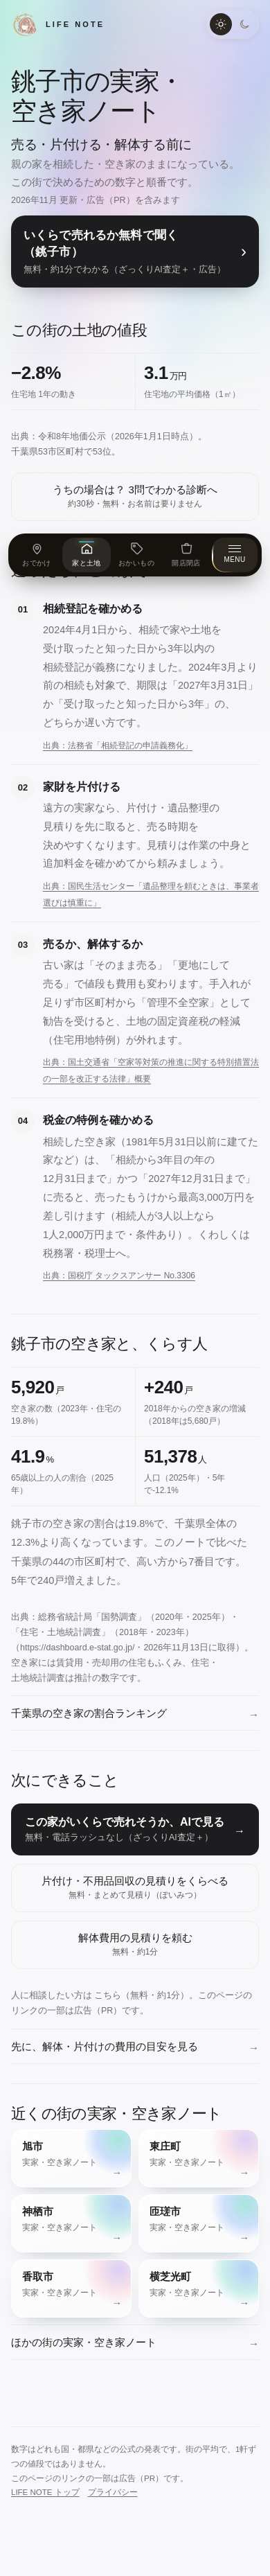 LIFE NOTE
銚子市の実家・
空き家ノート
売る・片付ける・解体する前に
親の家を相続した・空き家のままになっている。
この街で決めるための数字と順番です。
2026年11月 更新・広告（PR）を含みます
いくらで売れるか無料で聞く
（銚子市）
無料・約1分でわかる（ざっくりAI査定＋・広告）
›
この街の土地の値段
−2.8%
住宅地 1年の動き
3.1万円
住宅地の平均価格（1㎡）
出典：令和8年地価公示（2026年1月1日時点）。
千葉県53市区町村で53位。
うちの場合は？ 3問でわかる診断へ
約30秒・無料・お名前は要りません
おでかけ
家と土地
おかいもの
開店閉店
MENU
01 相続登記を確かめる
2024年4月1日から、相続で家や土地を
受け取ったと知った日から3年以内の
相続登記が義務になりました。2024年3月より
前の相続も対象で、期限は「2027年3月31日」
か「受け取ったと知った日から3年」の、
どちらか遅い方です。
出典：法務省「相続登記の申請義務化」
02 家財を片付ける
遠方の実家なら、片付け・遺品整理の
見積りを先に取ると、売る時期を
決めやすくなります。見積りは作業の中身と
追加料金を確かめてから頼みましょう。
出典：国民生活センター「遺品整理を頼むときは、事業者
選びは慎重に」
03 売るか、解体するか
古い家は「そのまま売る」「更地にして
売る」で値段も費用も変わります。手入れが
足りず市区町村から「管理不全空家」として
勧告を受けると、土地の固定資産税の軽減
（住宅用地特例）が外れます。
出典：国土交通省「空家等対策の推進に関する特別措置法
の一部を改正する法律」概要
04 税金の特例を確かめる
相続した空き家（1981年5月31日以前に建てた
家など）は、「相続から3年目の年の
12月31日まで」かつ「2027年12月31日まで」
に売ると、売ったもうけから最高3,000万円を
差し引けます（相続人が3人以上なら
1人2,000万円まで・条件あり）。くわしくは
税務署・税理士へ。
出典：国税庁 タックスアンサー No.3306
銚子市の空き家と、くらす人
5,920戸
空き家の数（2023年・住宅の
19.8%）
+240戸
2018年からの空き家の増減
（2018年は5,680戸）
41.9%
65歳以上の人の割合（2025
年）
51,378人
人口（2025年）・5年
で-12.1%
銚子市の空き家の割合は19.8%で、千葉県全体の
12.3%より高くなっています。このノートで比べた
千葉県の44の市区町村で、高い方から7番目です。
5年で240戸増えました。
出典：総務省統計局「国勢調査」（2020年・2025年）・
「住宅・土地統計調査」（2018年・2023年）
（https://dashboard.e-stat.go.jp/・2026年11月13日に取得）。
空き家には賃貸用・売却用の住宅もふくみ、住宅・
土地統計調査は推計の数字です。
千葉県の空き家の割合ランキング →
次にできること
この家がいくらで売れそうか、AIで見る
無料・電話ラッシュなし（ざっくりAI査定＋）
→
片付け・不用品回収の見積りをくらべる
無料・まとめて見積り（ぽいみつ）
解体費用の見積りを頼む
無料・約1分
人に相談したい方は こちら（無料・約1分）。このページの
リンクの一部は広告（PR）です。
先に、解体・片付けの費用の目安を見る →
近くの街の実家・空き家ノート
旭市
実家・空き家ノート
→
東庄町
実家・空き家ノート
→
神栖市
実家・空き家ノート
→
匝瑳市
実家・空き家ノート
→
香取市
実家・空き家ノート
→
横芝光町
実家・空き家ノート
→
ほかの街の実家・空き家ノート →
数字はどれも国・都県などの公式の発表です。街の平均で、1軒ず
つの値段ではありません。
このページのリンクの一部は広告（PR）です。
LIFE NOTE トップ プライバシー